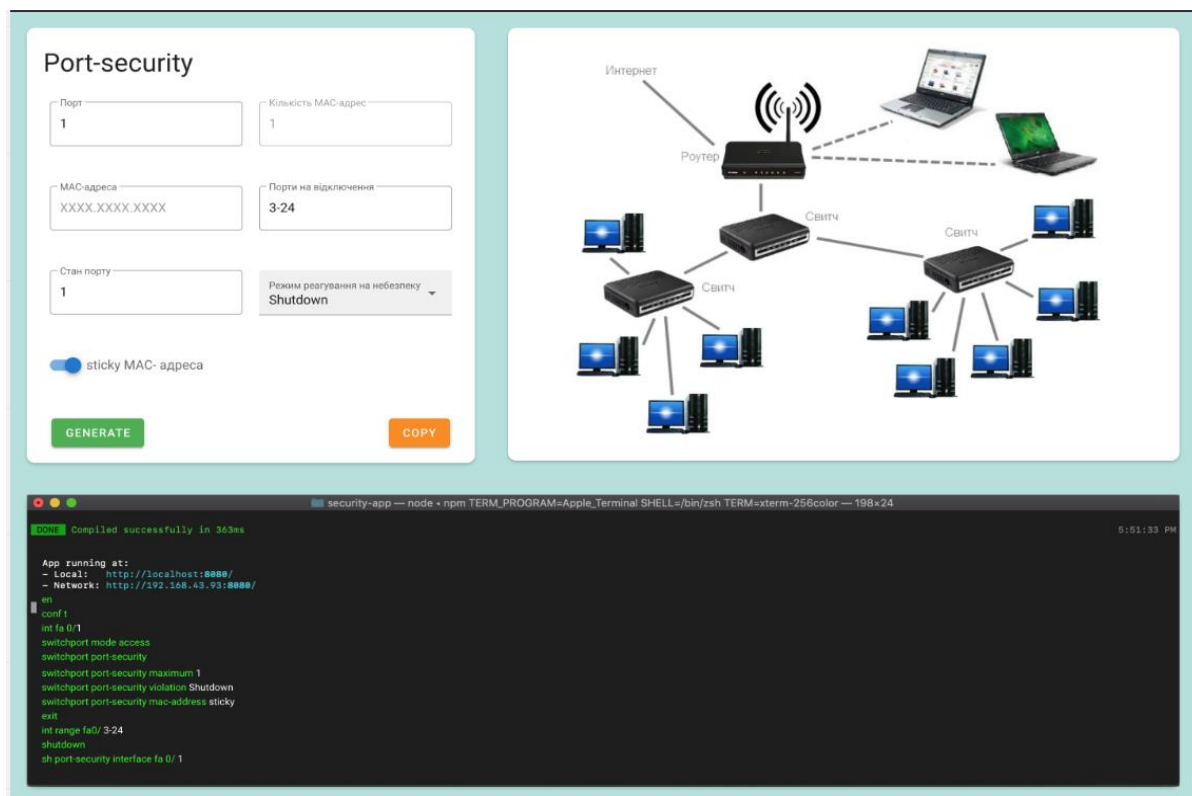 Port-security
Порт
1
Кількість MAC-адрес
1
MAC-адреса
XXXX.XXXX.XXXX
Порти на відключення
3-24
Стан порту
1
Режим реагування на небезпеку
Shutdown
sticky MAC- адреса
GENERATE
COPY
Интернет
Роутер
Свитч
Свитч
Свитч
security-app — node ◂ npm TERM_PROGRAM=Apple_Terminal SHELL=/bin/zsh TERM=xterm-256color — 198×24
DONE Compiled successfully in 363ms
5:51:33 PM
App running at:
- Local: http://localhost:8080/
- Network: http://192.168.43.93:8080/
en
conf t
int fa 0/1
switchport mode access
switchport port-security
switchport port-security maximum 1
switchport port-security violation Shutdown
switchport port-security mac-address sticky
exit
int range fa0/ 3-24
shutdown
sh port-security interface fa 0/ 1